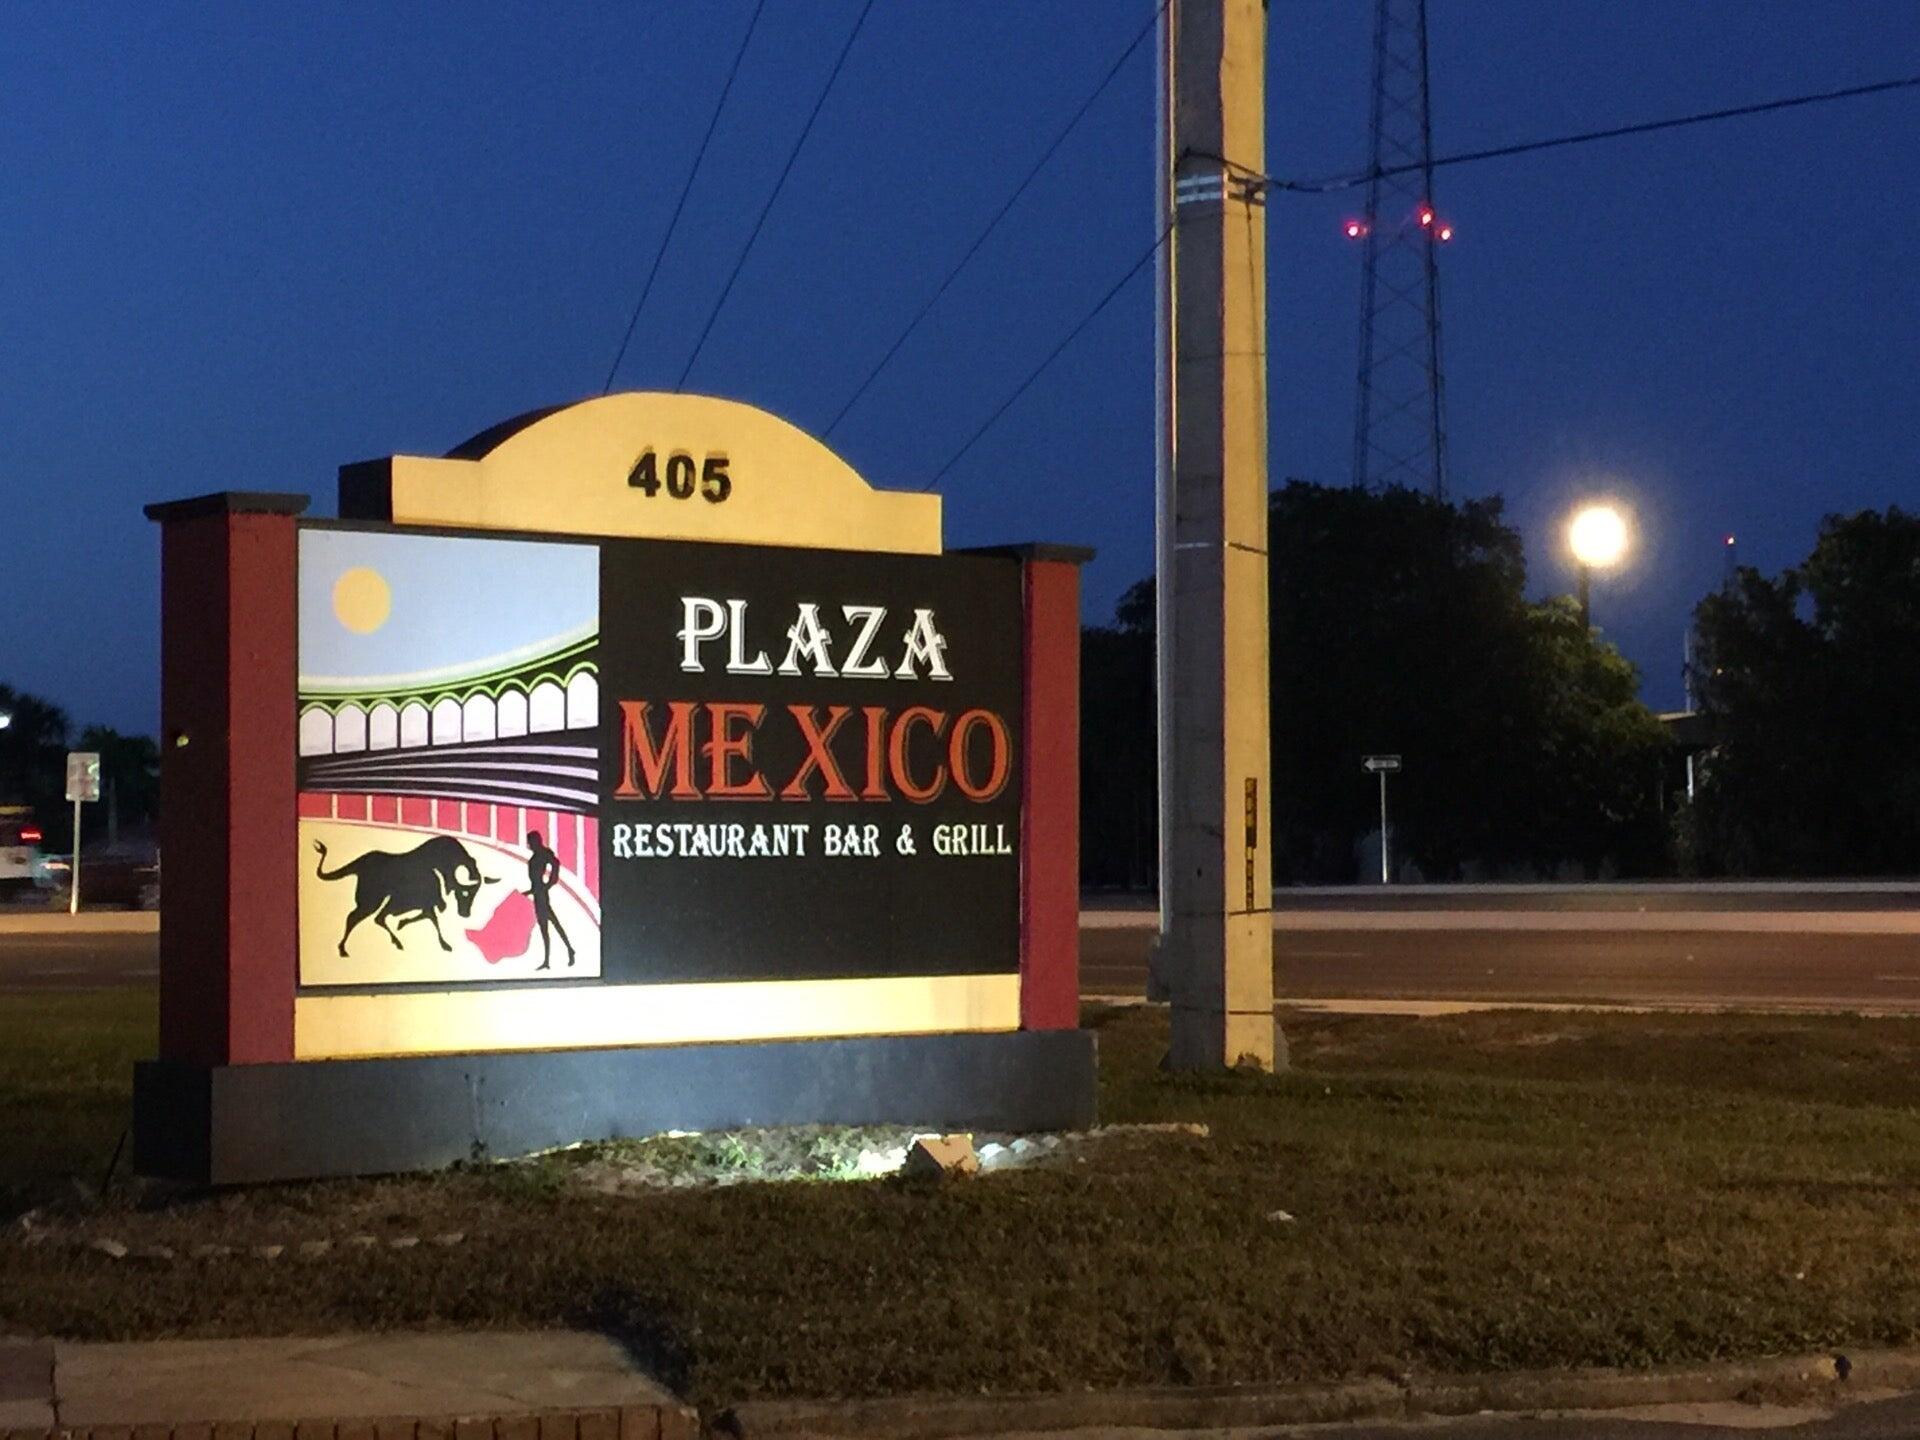 405
PLAZA
MEXICO
RESTAURANT BAR & GRILL